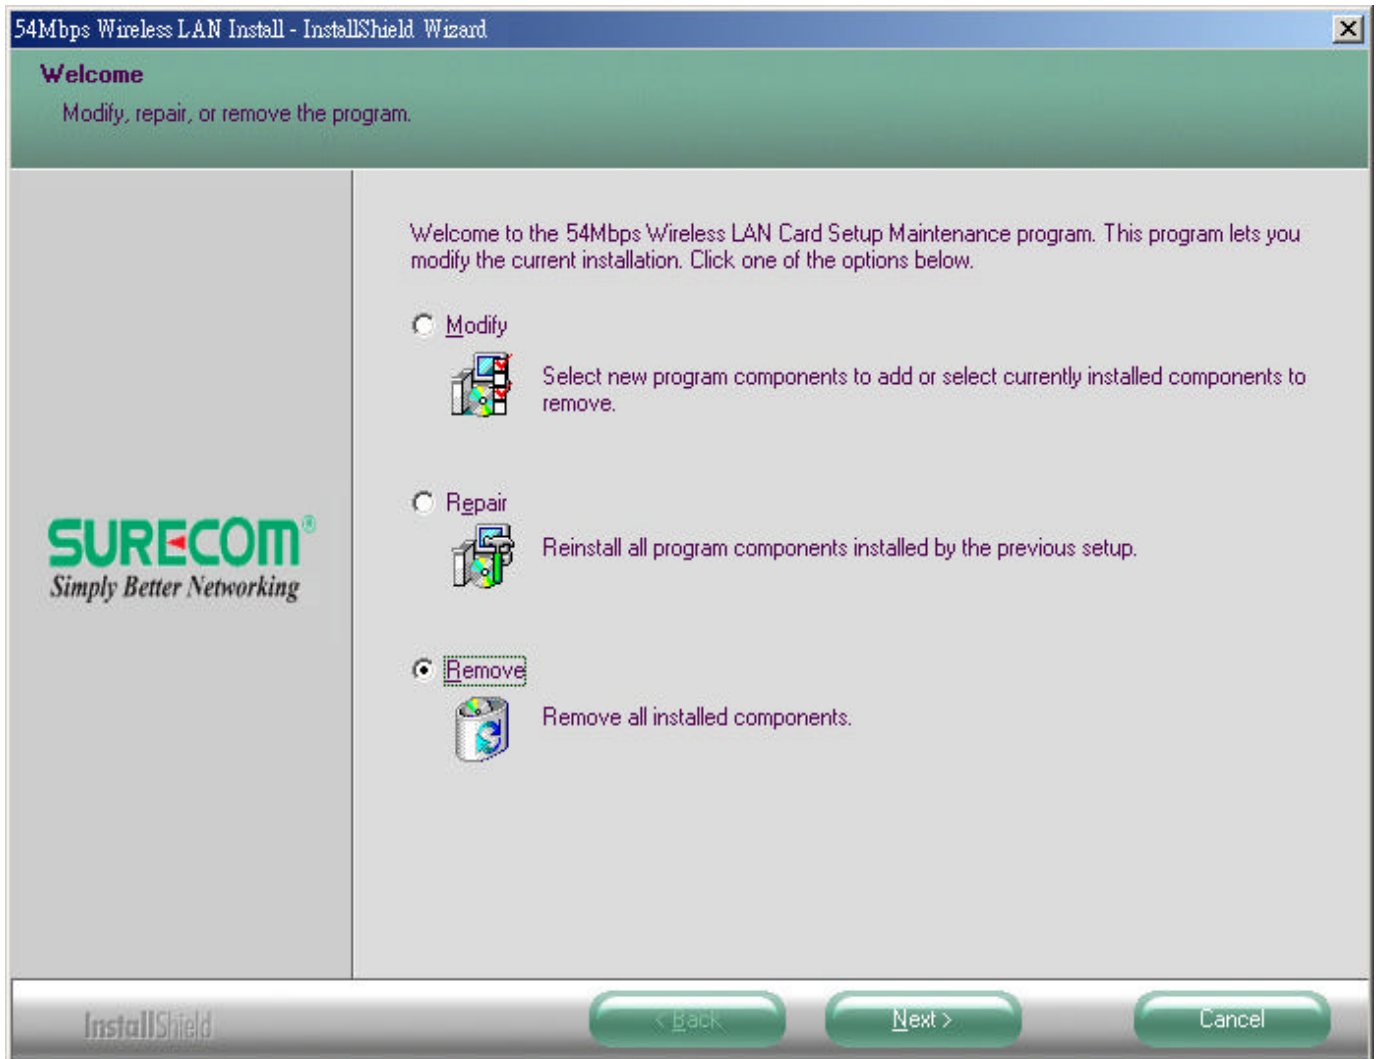 54Mbps Wireless LAN Install - InstallShield Wizard
Welcome
Modify, repair, or remove the program.
Welcome to the 54Mbps Wireless LAN Card Setup Maintenance program. This program lets you
modify the current installation. Click one of the options below.
Modify
Select new program components to add or select currently installed components to
remove.
Repair
Reinstall all program components installed by the previous setup.
SURECOM®
Simply Better Networking
Remove
Remove all installed components.
InstallShield
< Back
Next >
Cancel